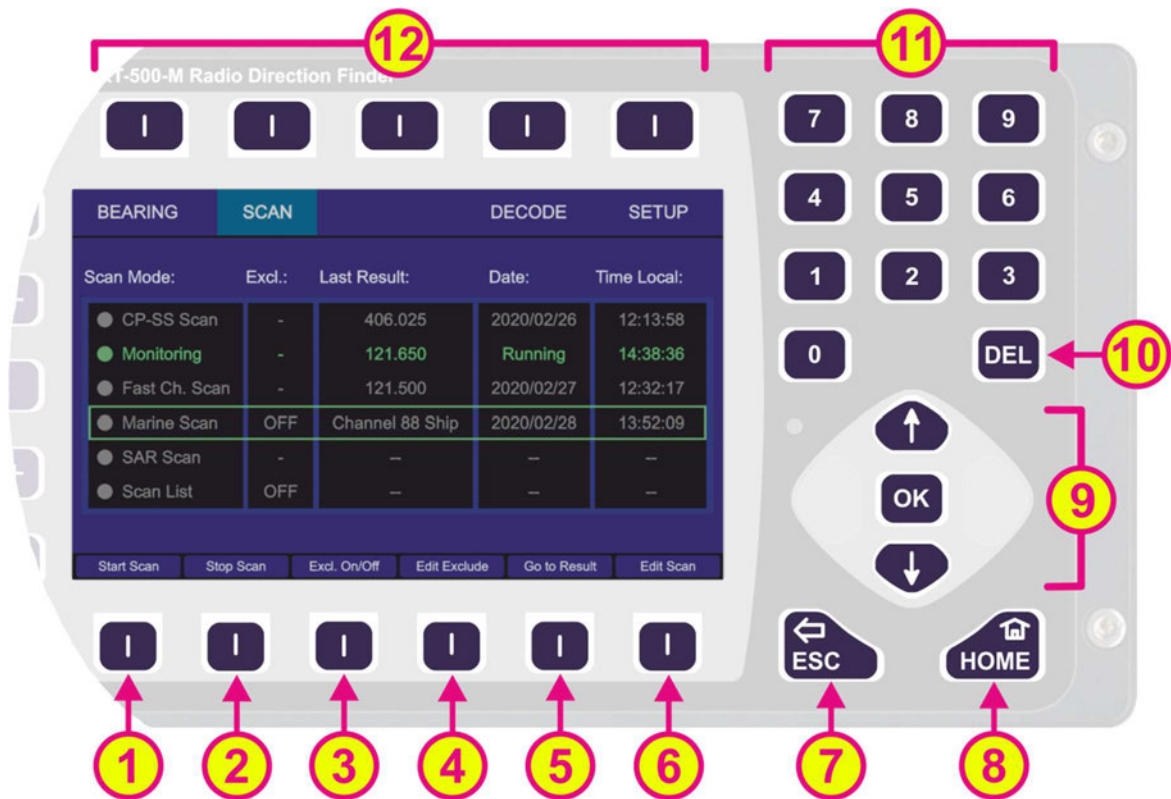 12
11
RT-500-M Radio Direction Finder
7 8 9
BEARING SCAN DECODE SETUP
4 5 6
Scan Mode: Excl.: Last Result: Date: Time Local:
1 2 3
CP-SS Scan - 406.025 2020/02/26 12:13:58
Monitoring - 121.650 Running 14:38:36
0 DEL 10
Fast Ch. Scan - 121.500 2020/02/27 12:32:17
Marine Scan OFF Channel 88 Ship 2020/02/28 13:52:09
SAR Scan - -- -- --
Scan List OFF -- -- --
OK 9
Start Scan Stop Scan Excl. On/Off Edit Exclude Go to Result Edit Scan
ESC HOME
1 2 3 4 5 6 7 8